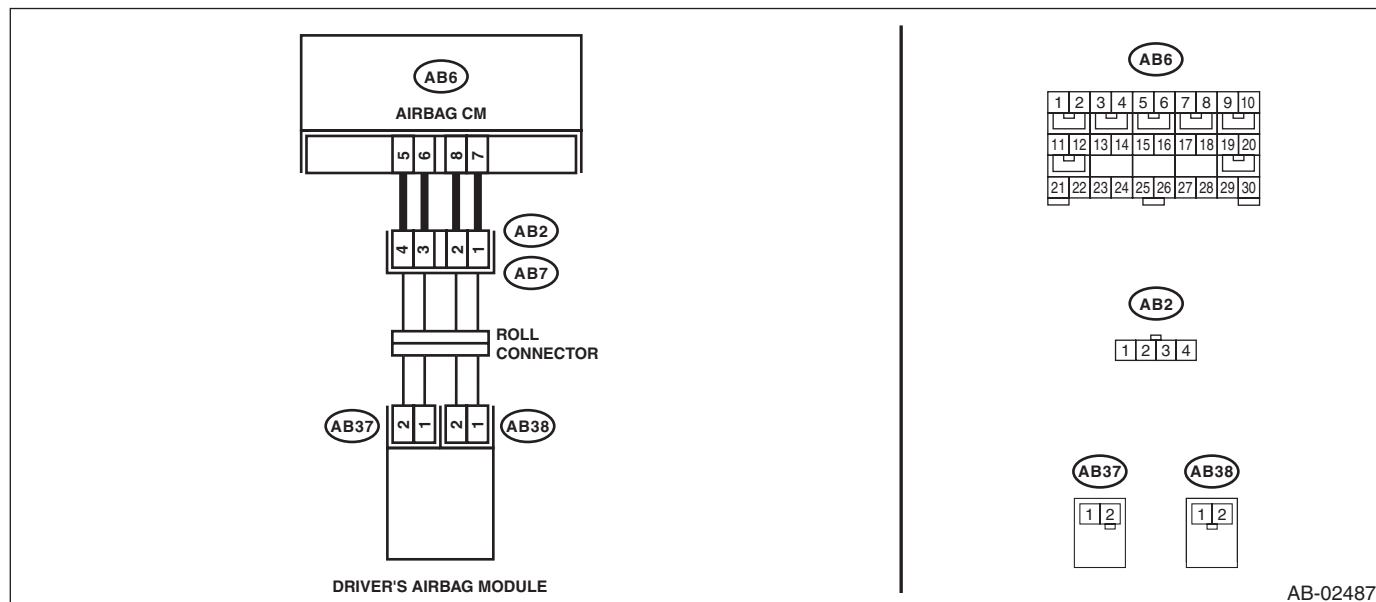 AB6
AIRBAG CM
5 6 8 7
4 3 2 1
AB2
AB7
ROLL
CONNECTOR
AB37
2 1 2 1
AB38
DRIVER'S AIRBAG MODULE
AB6
1 2 3 4 5 6 7 8 9 10
11 12 13 14 15 16 17 18 19 20
21 22 23 24 25 26 27 28 29 30
AB2
1 2 3 4
AB37
1 2
AB38
1 2
AB-02487